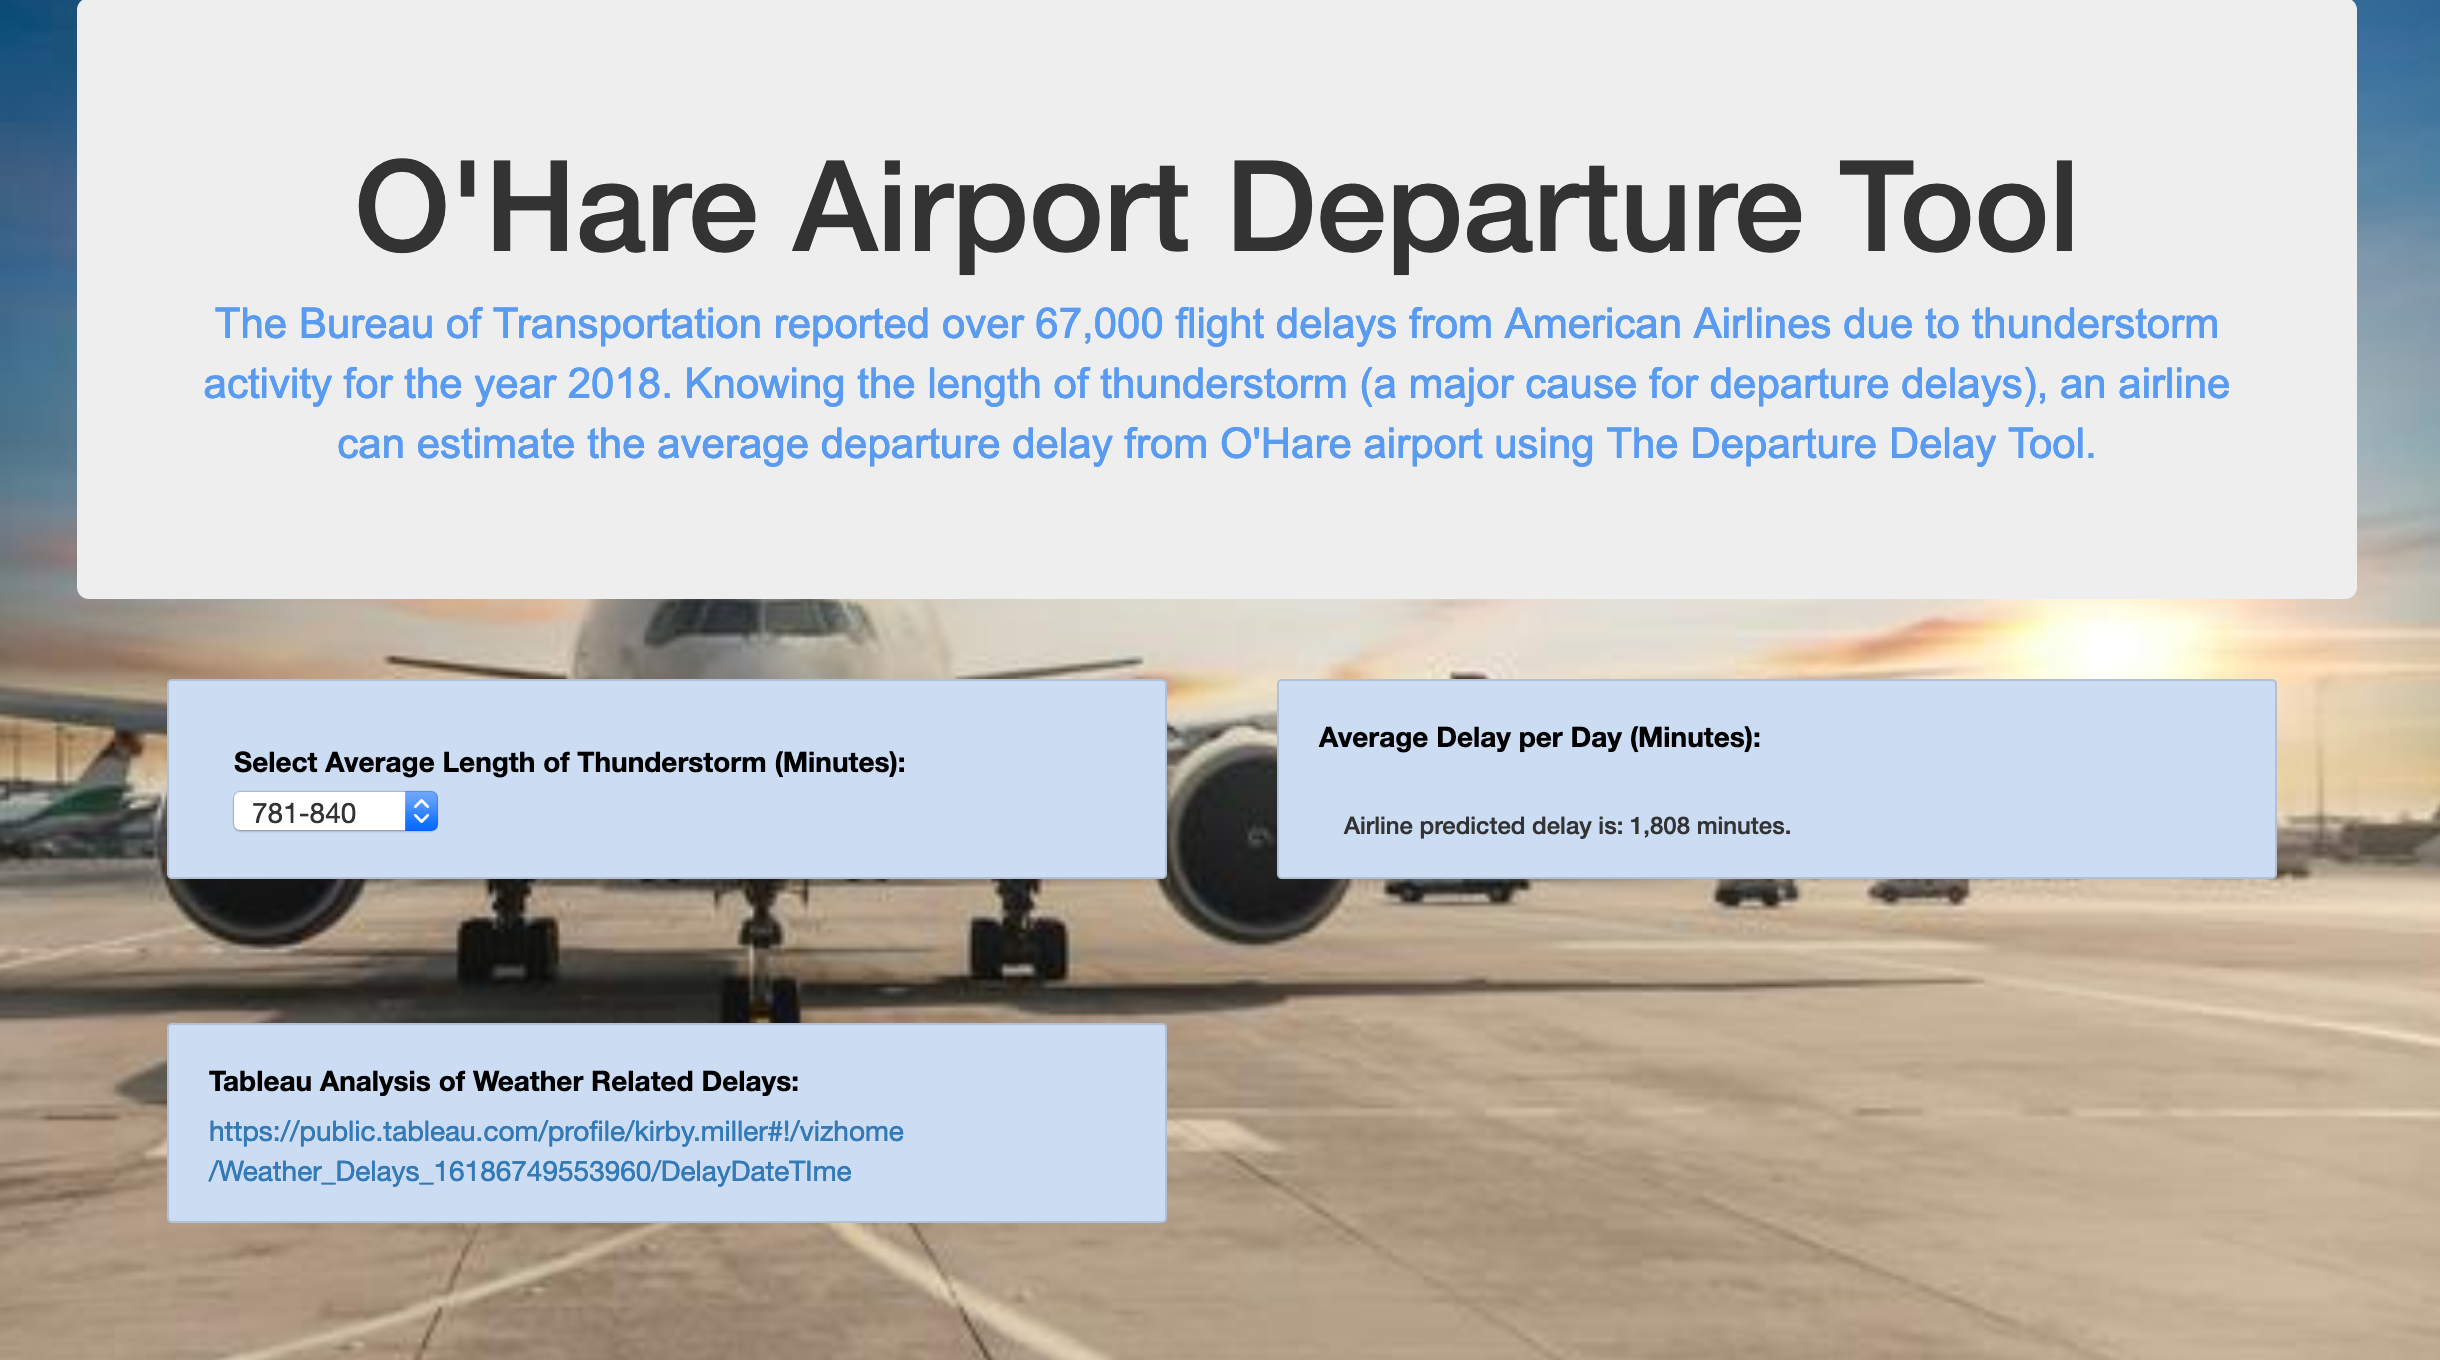 O'Hare Airport Departure Tool
The Bureau of Transportation reported over 67,000 flight delays from American Airlines due to thunderstorm
activity for the year 2018. Knowing the length of thunderstorm (a major cause for departure delays), an airline
can estimate the average departure delay from O'Hare airport using The Departure Delay Tool.
Select Average Length of Thunderstorm (Minutes):
781-840
Average Delay per Day (Minutes):
Airline predicted delay is: 1,808 minutes.
Tableau Analysis of Weather Related Delays:
https://public.tableau.com/profile/kirby.miller#!/vizhome
/Weather_Delays_16186749553960/DelayDateTIme